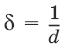 δ = 1/d